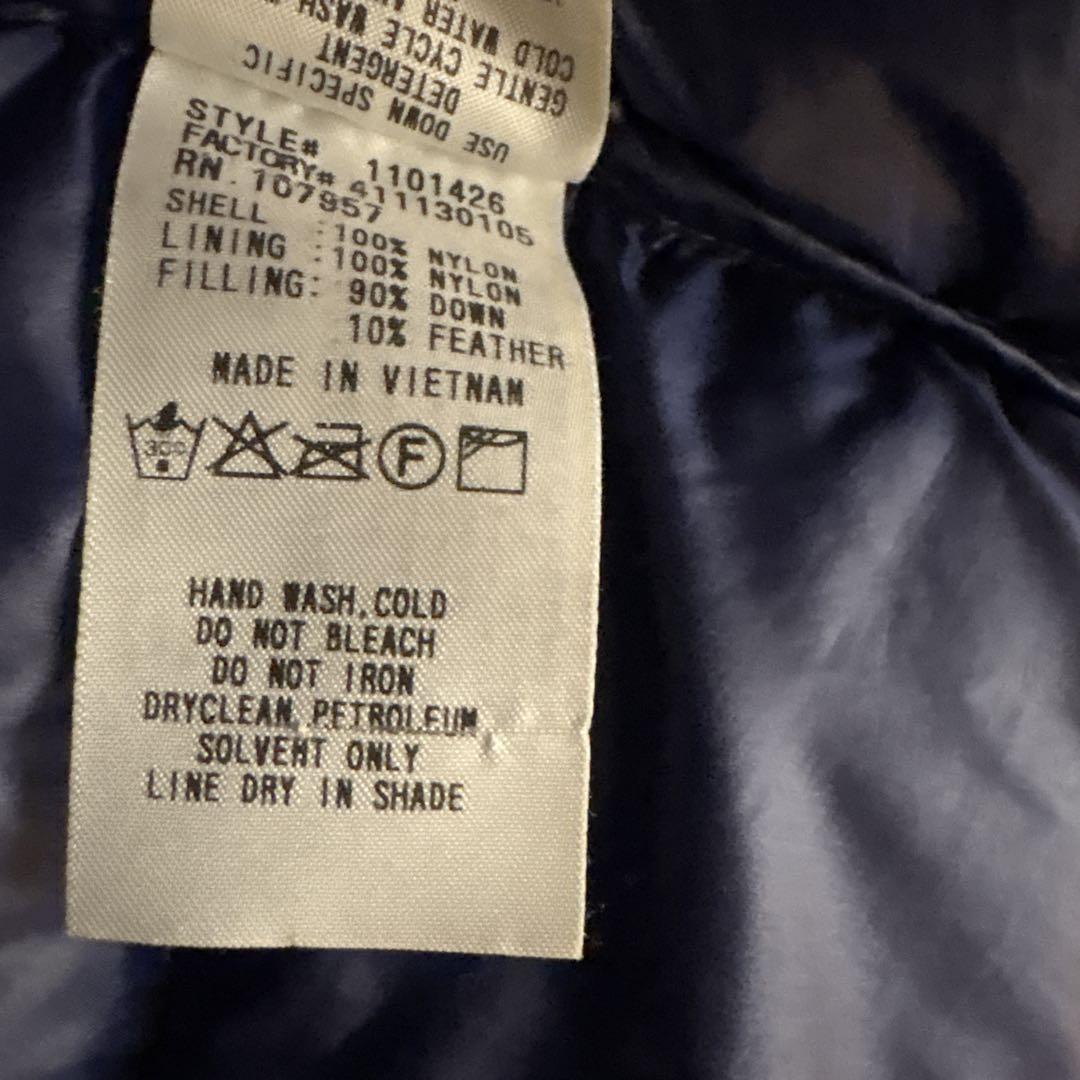 COLD WATER
GENTLE CYCLE WASH
DETERGENT
USE DOWN SPECIFIC
STYLE# 1101426
FACTORY# 411130105
RN 107957
SHELL :100% NYLON
LINING :100% NYLON
FILLING: 90% DOWN
10% FEATHER
MADE IN VIETNAM
30°
F
HAND WASH,COLD
DO NOT BLEACH
DO NOT IRON
DRYCLEAN, PETROLEUM,
SOLVENT ONLY
LINE DRY IN SHADE